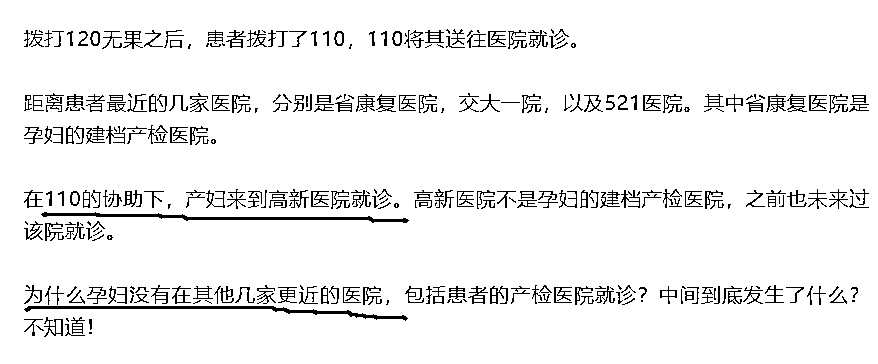 拨打120无果之后，患者拨打了110，110将其送往医院就诊。
距离患者最近的几家医院，分别是省康复医院，交大一院，以及521医院。其中省康复医院是
孕妇的建档产检医院。
在110的协助下，产妇来到高新医院就诊。高新医院不是孕妇的建档产检医院，之前也未来过
该院就诊。
为什么孕妇没有在其他几家更近的医院，包括患者的产检医院就诊？中间到底发生了什么？
不知道！